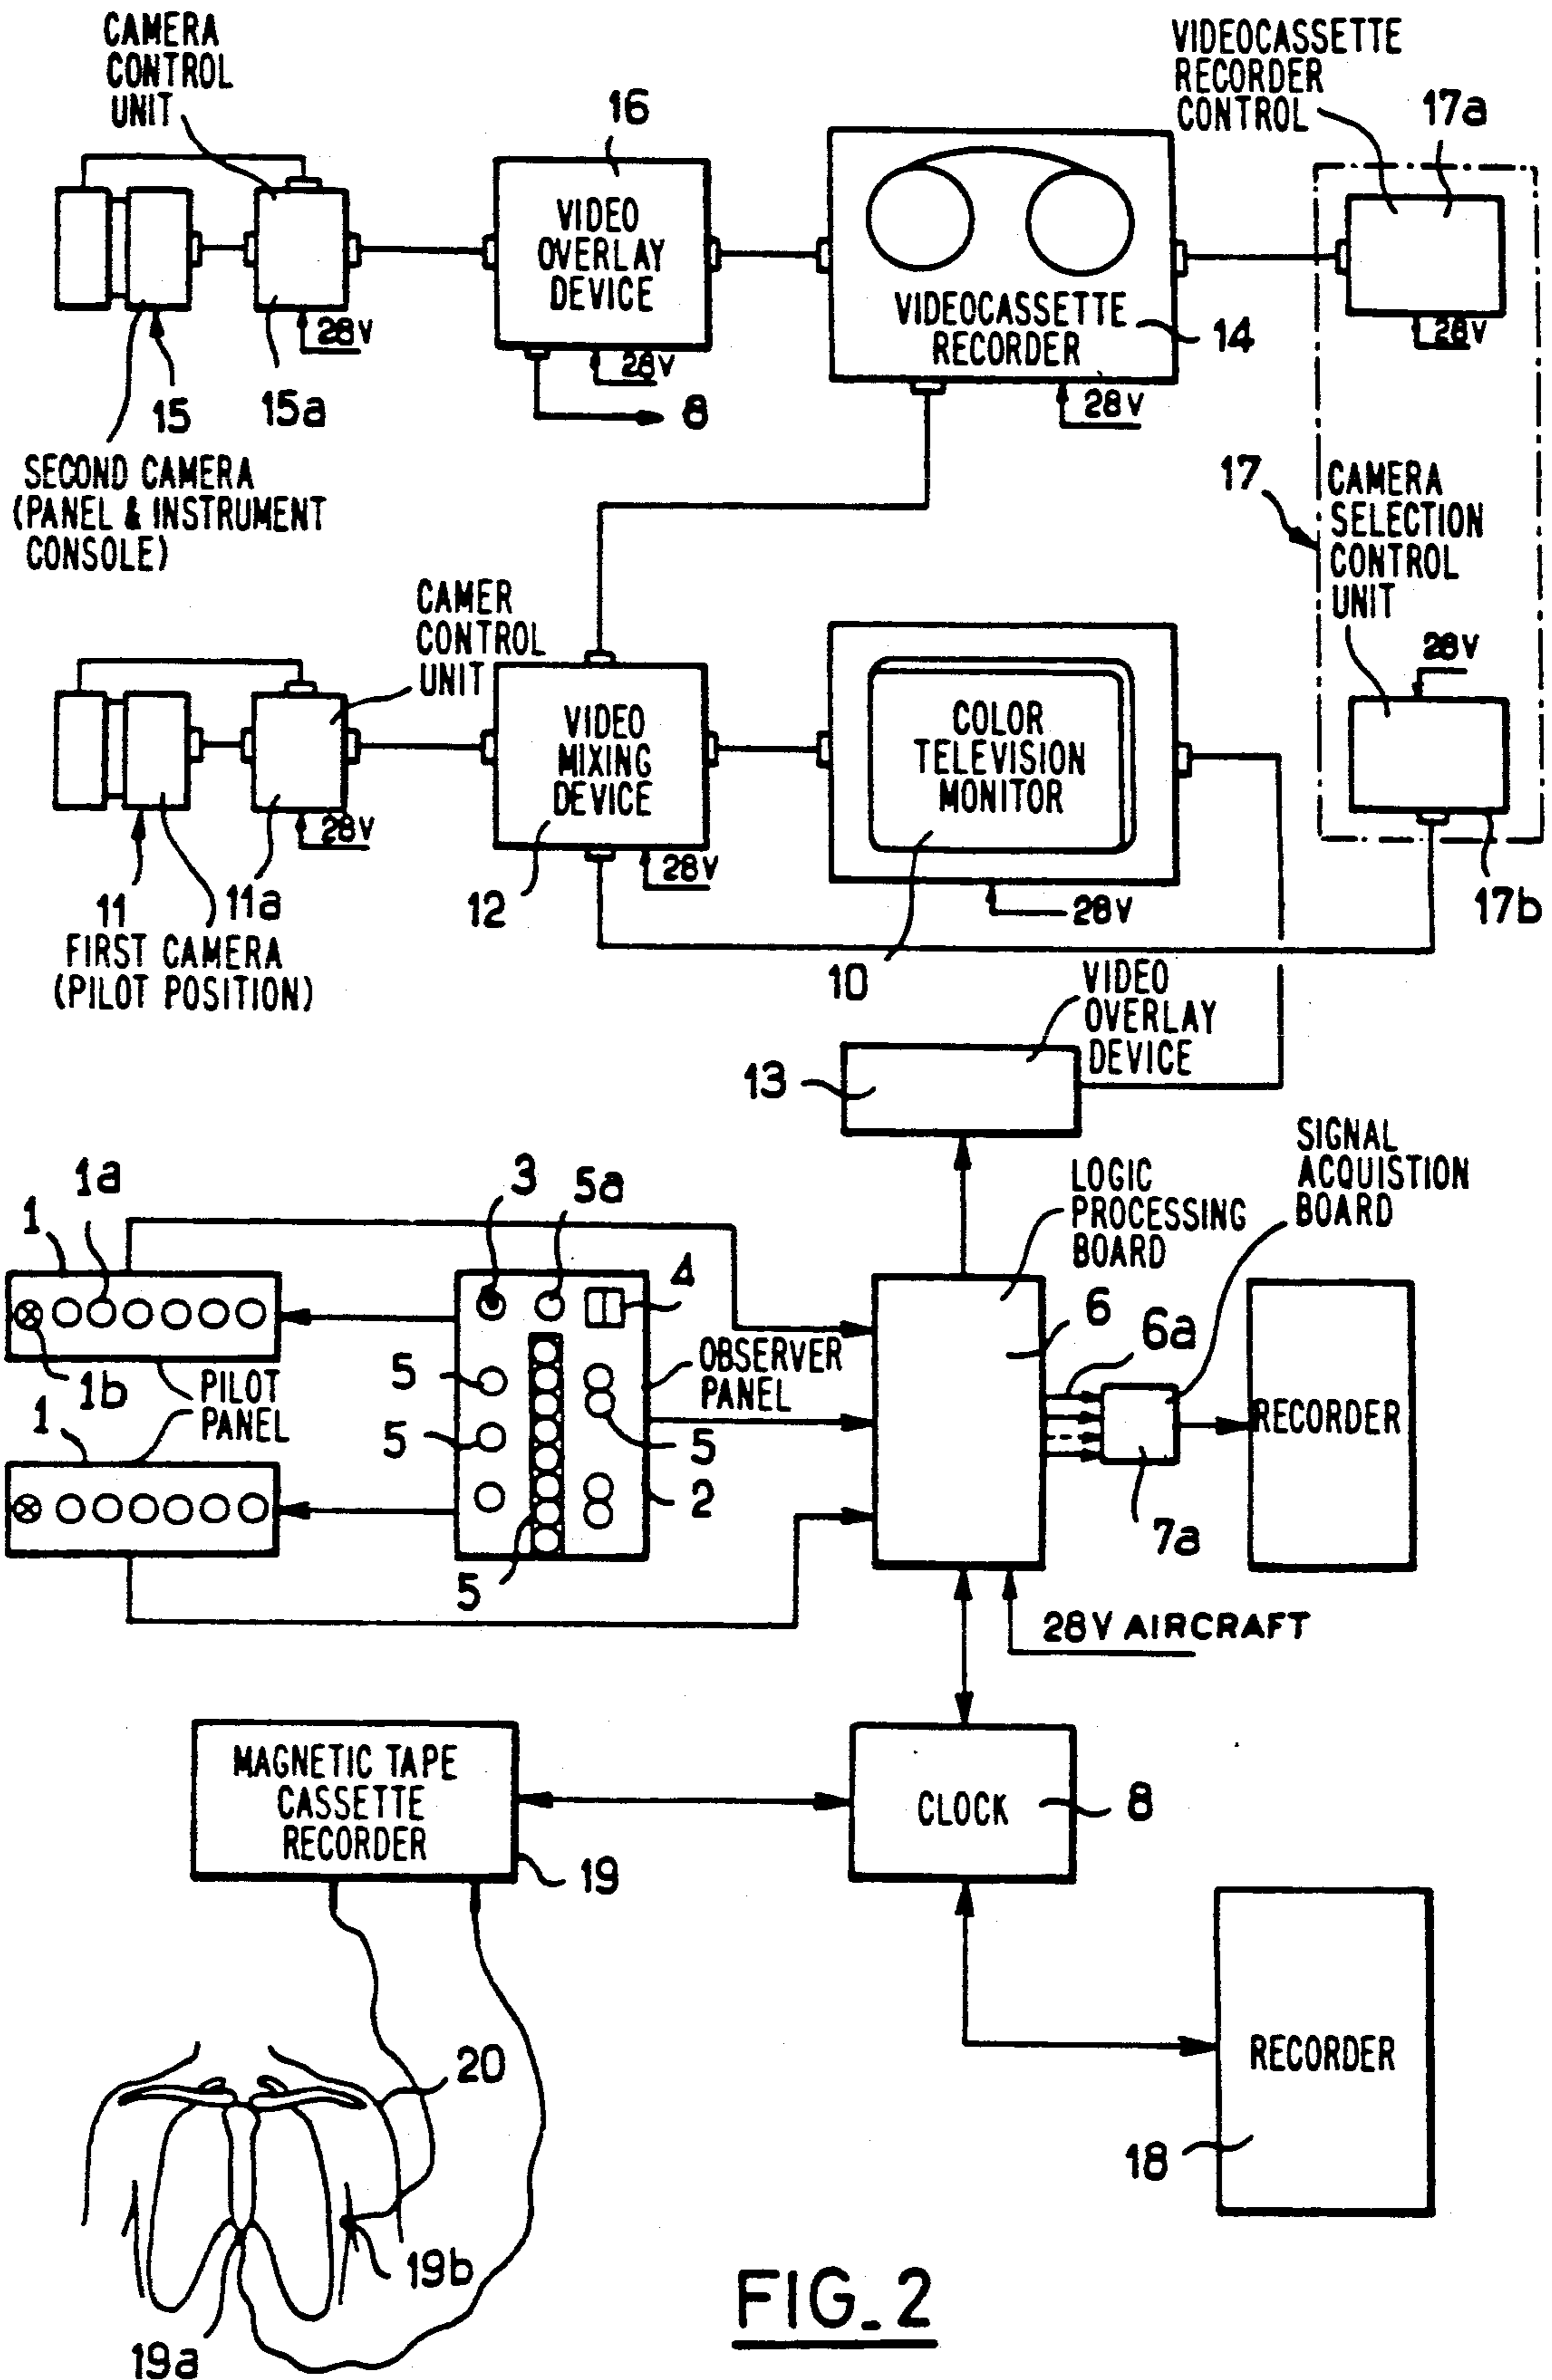 CAMERA
CONTROL
UNIT
VIDEOCASSETTE
RECORDER
CONTROL
16
17a
VIDEO
OVERLAY
DEVICE
VIDEOCASSETTE
RECORDER
14
28V
28V
28V
28V
15
15a
8
SECOND CAMERA
(PANEL & INSTRUMENT
CONSOLE)
17
CAMERA
SELECTION
CONTROL
UNIT
CAMER
CONTROL
UNIT
28V
VIDEO
MIXING
DEVICE
COLOR
TELEVISION
MONITOR
28V
28V
28V
11
11a
12
17b
FIRST CAMERA
(PILOT POSITION)
10
VIDEO
OVERLAY
DEVICE
13
SIGNAL
ACQUISTION
BOARD
1a
3
5a
LOGIC
PROCESSING
BOARD
1
4
6
6a
1b
PILOT
PANEL
5
OBSERVER
PANEL
RECORDER
1
5
5
2
7a
5
28V AIRCRAFT
MAGNETIC TAPE
CASSETTE
RECORDER
CLOCK
8
19
20
RECORDER
18
19b
19a
FIG_2